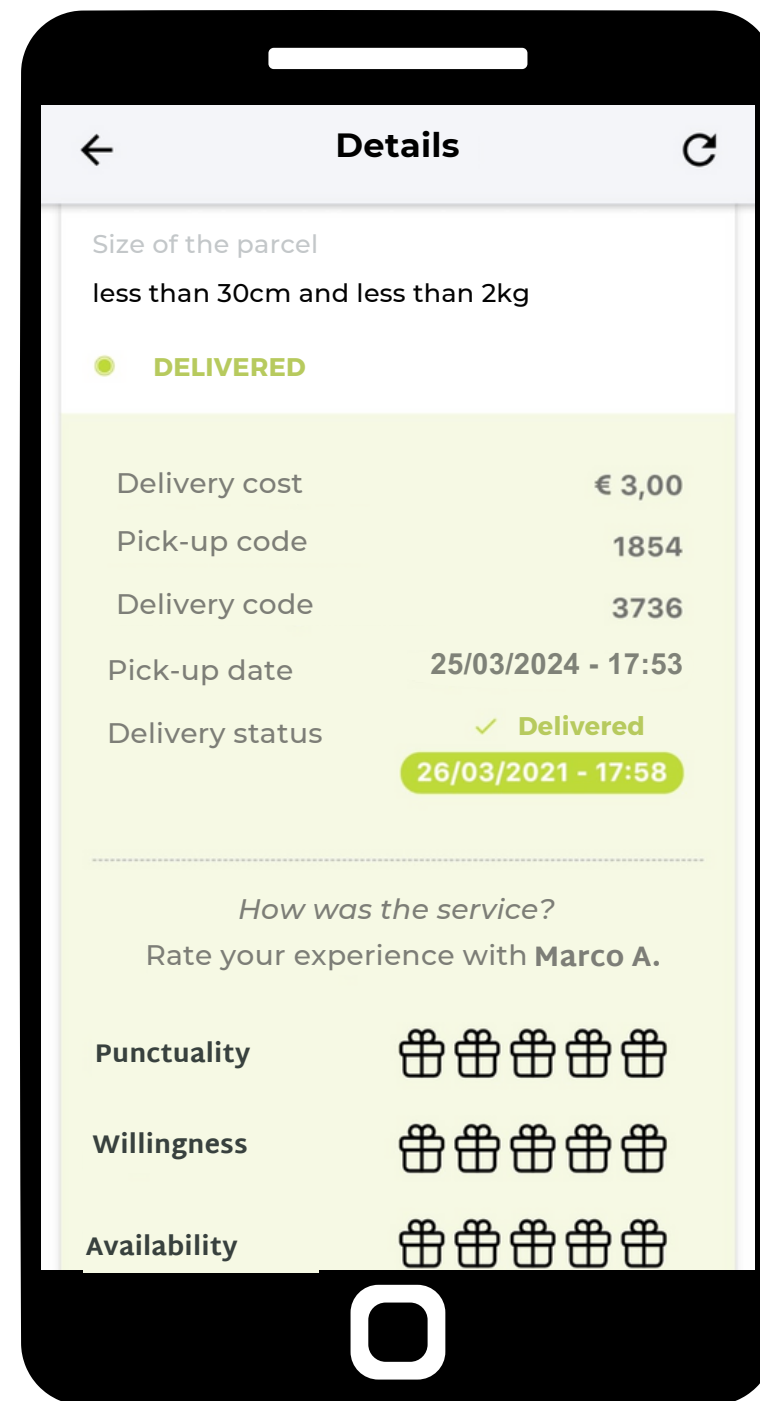 Details
Size of the parcel
less than 30cm and less than 2kg
DELIVERED
Delivery cost € 3,00
Pick-up code 1854
Delivery code 3736
Pick-up date 25/03/2024 - 17:53
Delivery status Delivered
26/03/2021 - 17:58
How was the service?
Rate your experience with Marco A.
Punctuality
Willingness
Availability